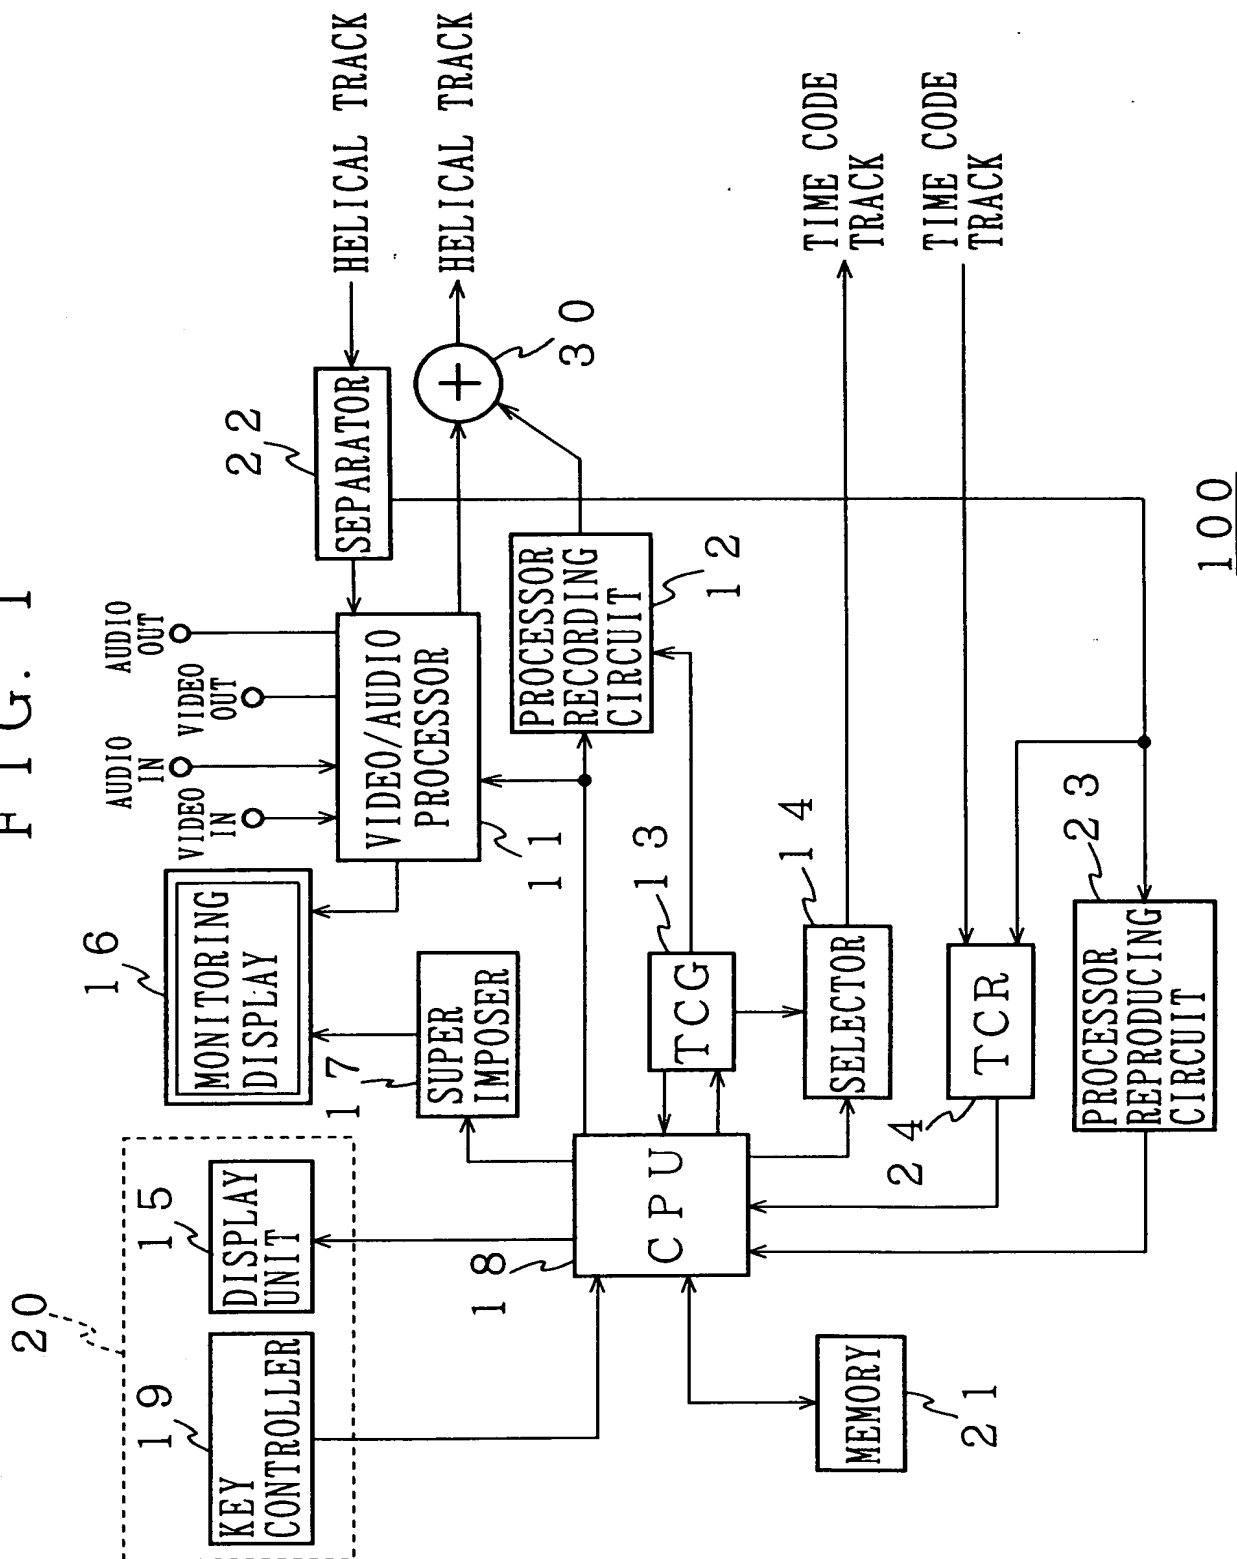 FIG. 1
20
19
KEY
CONTROLLER
15
DISPLAY
UNIT
16
MONITORING
DISPLAY
VIDEO
IN
AUDIO
IN
VIDEO
OUT
AUDIO
OUT
17
SUPER
IMPOSER
VIDEO/AUDIO
PROCESSOR
11
22
SEPARATOR
HELICAL TRACK
HELICAL TRACK
30
+
PROCESSOR
RECORDING
CIRCUIT
12
18
CPU
13
TCG
14
SELECTOR
TIME CODE
TRACK
TIME CODE
TRACK
MEMORY
21
24
TCR
23
PROCESSOR
REPRODUCING
CIRCUIT
100